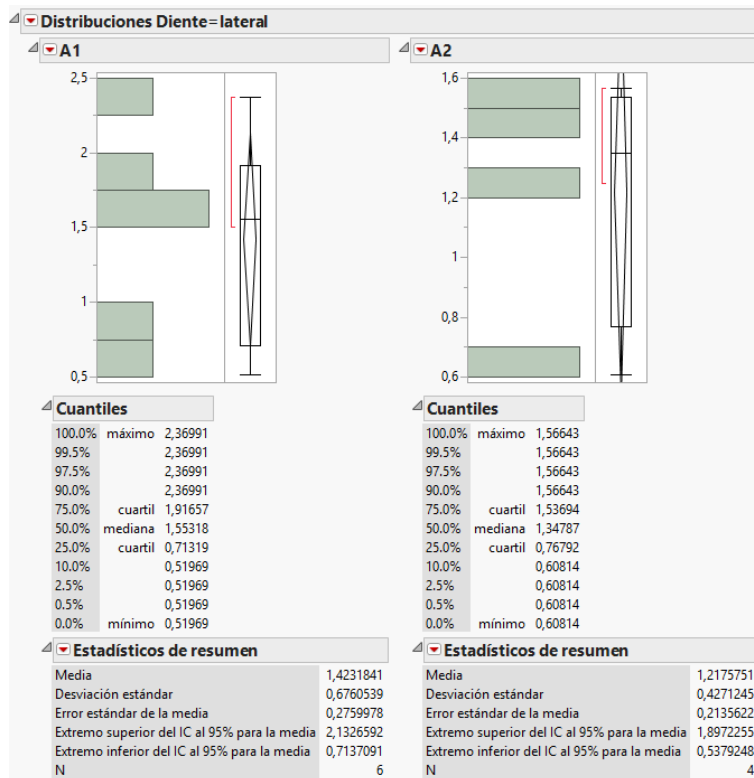 Distribuciones Diente=lateral
A1
2,5
2
1,5
1
0,5
Cuantiles
100.0% máximo 2,36991
99.5% 2,36991
97.5% 2,36991
90.0% 2,36991
75.0% cuartil 1,91657
50.0% mediana 1,55318
25.0% cuartil 0,71319
10.0% 0,51969
2.5% 0,51969
0.5% 0,51969
0.0% mínimo 0,51969
Estadísticos de resumen
Media 1,4231841
Desviación estándar 0,6760539
Error estándar de la media 0,2759978
Extremo superior del IC al 95% para la media 2,1326592
Extremo inferior del IC al 95% para la media 0,7137091
N 6
A2
1,6
1,4
1,2
1
0,8
0,6
Cuantiles
100.0% máximo 1,56643
99.5% 1,56643
97.5% 1,56643
90.0% 1,56643
75.0% cuartil 1,53694
50.0% mediana 1,34787
25.0% cuartil 0,76792
10.0% 0,60814
2.5% 0,60814
0.5% 0,60814
0.0% mínimo 0,60814
Estadísticos de resumen
Media 1,2175751
Desviación estándar 0,4271245
Error estándar de la media 0,2135622
Extremo superior del IC al 95% para la media 1,8972255
Extremo inferior del IC al 95% para la media 0,5379248
N 4